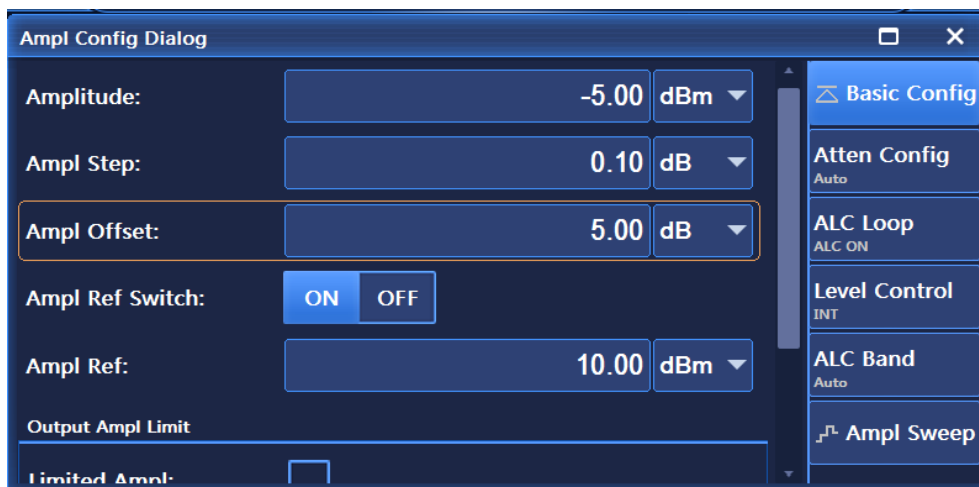 Ampl Config Dialog
Amplitude: -5.00 dBm
Ampl Step: 0.10 dB
Ampl Offset: 5.00 dB
Ampl Ref Switch: ON OFF
Ampl Ref: 10.00 dBm
Output Ampl Limit
Limited Ampl:
Basic Config
Atten Config
Auto
ALC Loop
ALC ON
Level Control
INT
ALC Band
Auto
Ampl Sweep